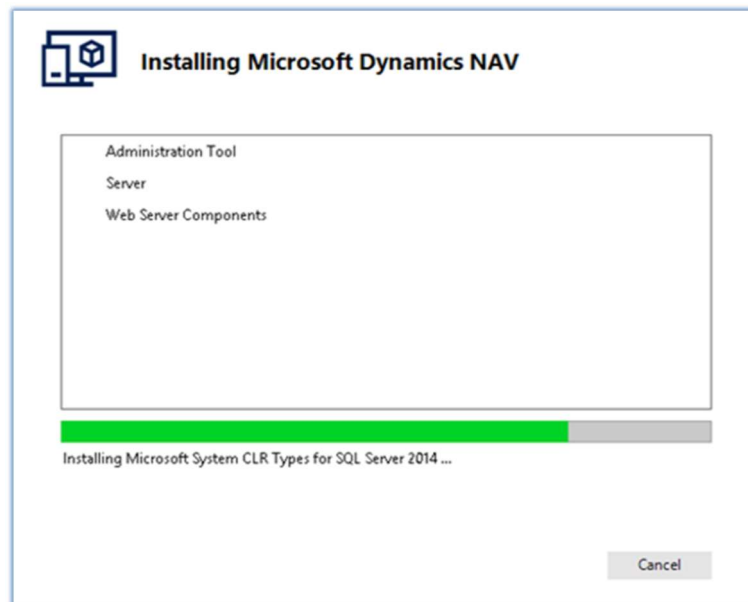 Installing Microsoft Dynamics NAV
Administration Tool
Server
Web Server Components
Installing Microsoft System CLR Types for SQL Server 2014 ...
Cancel